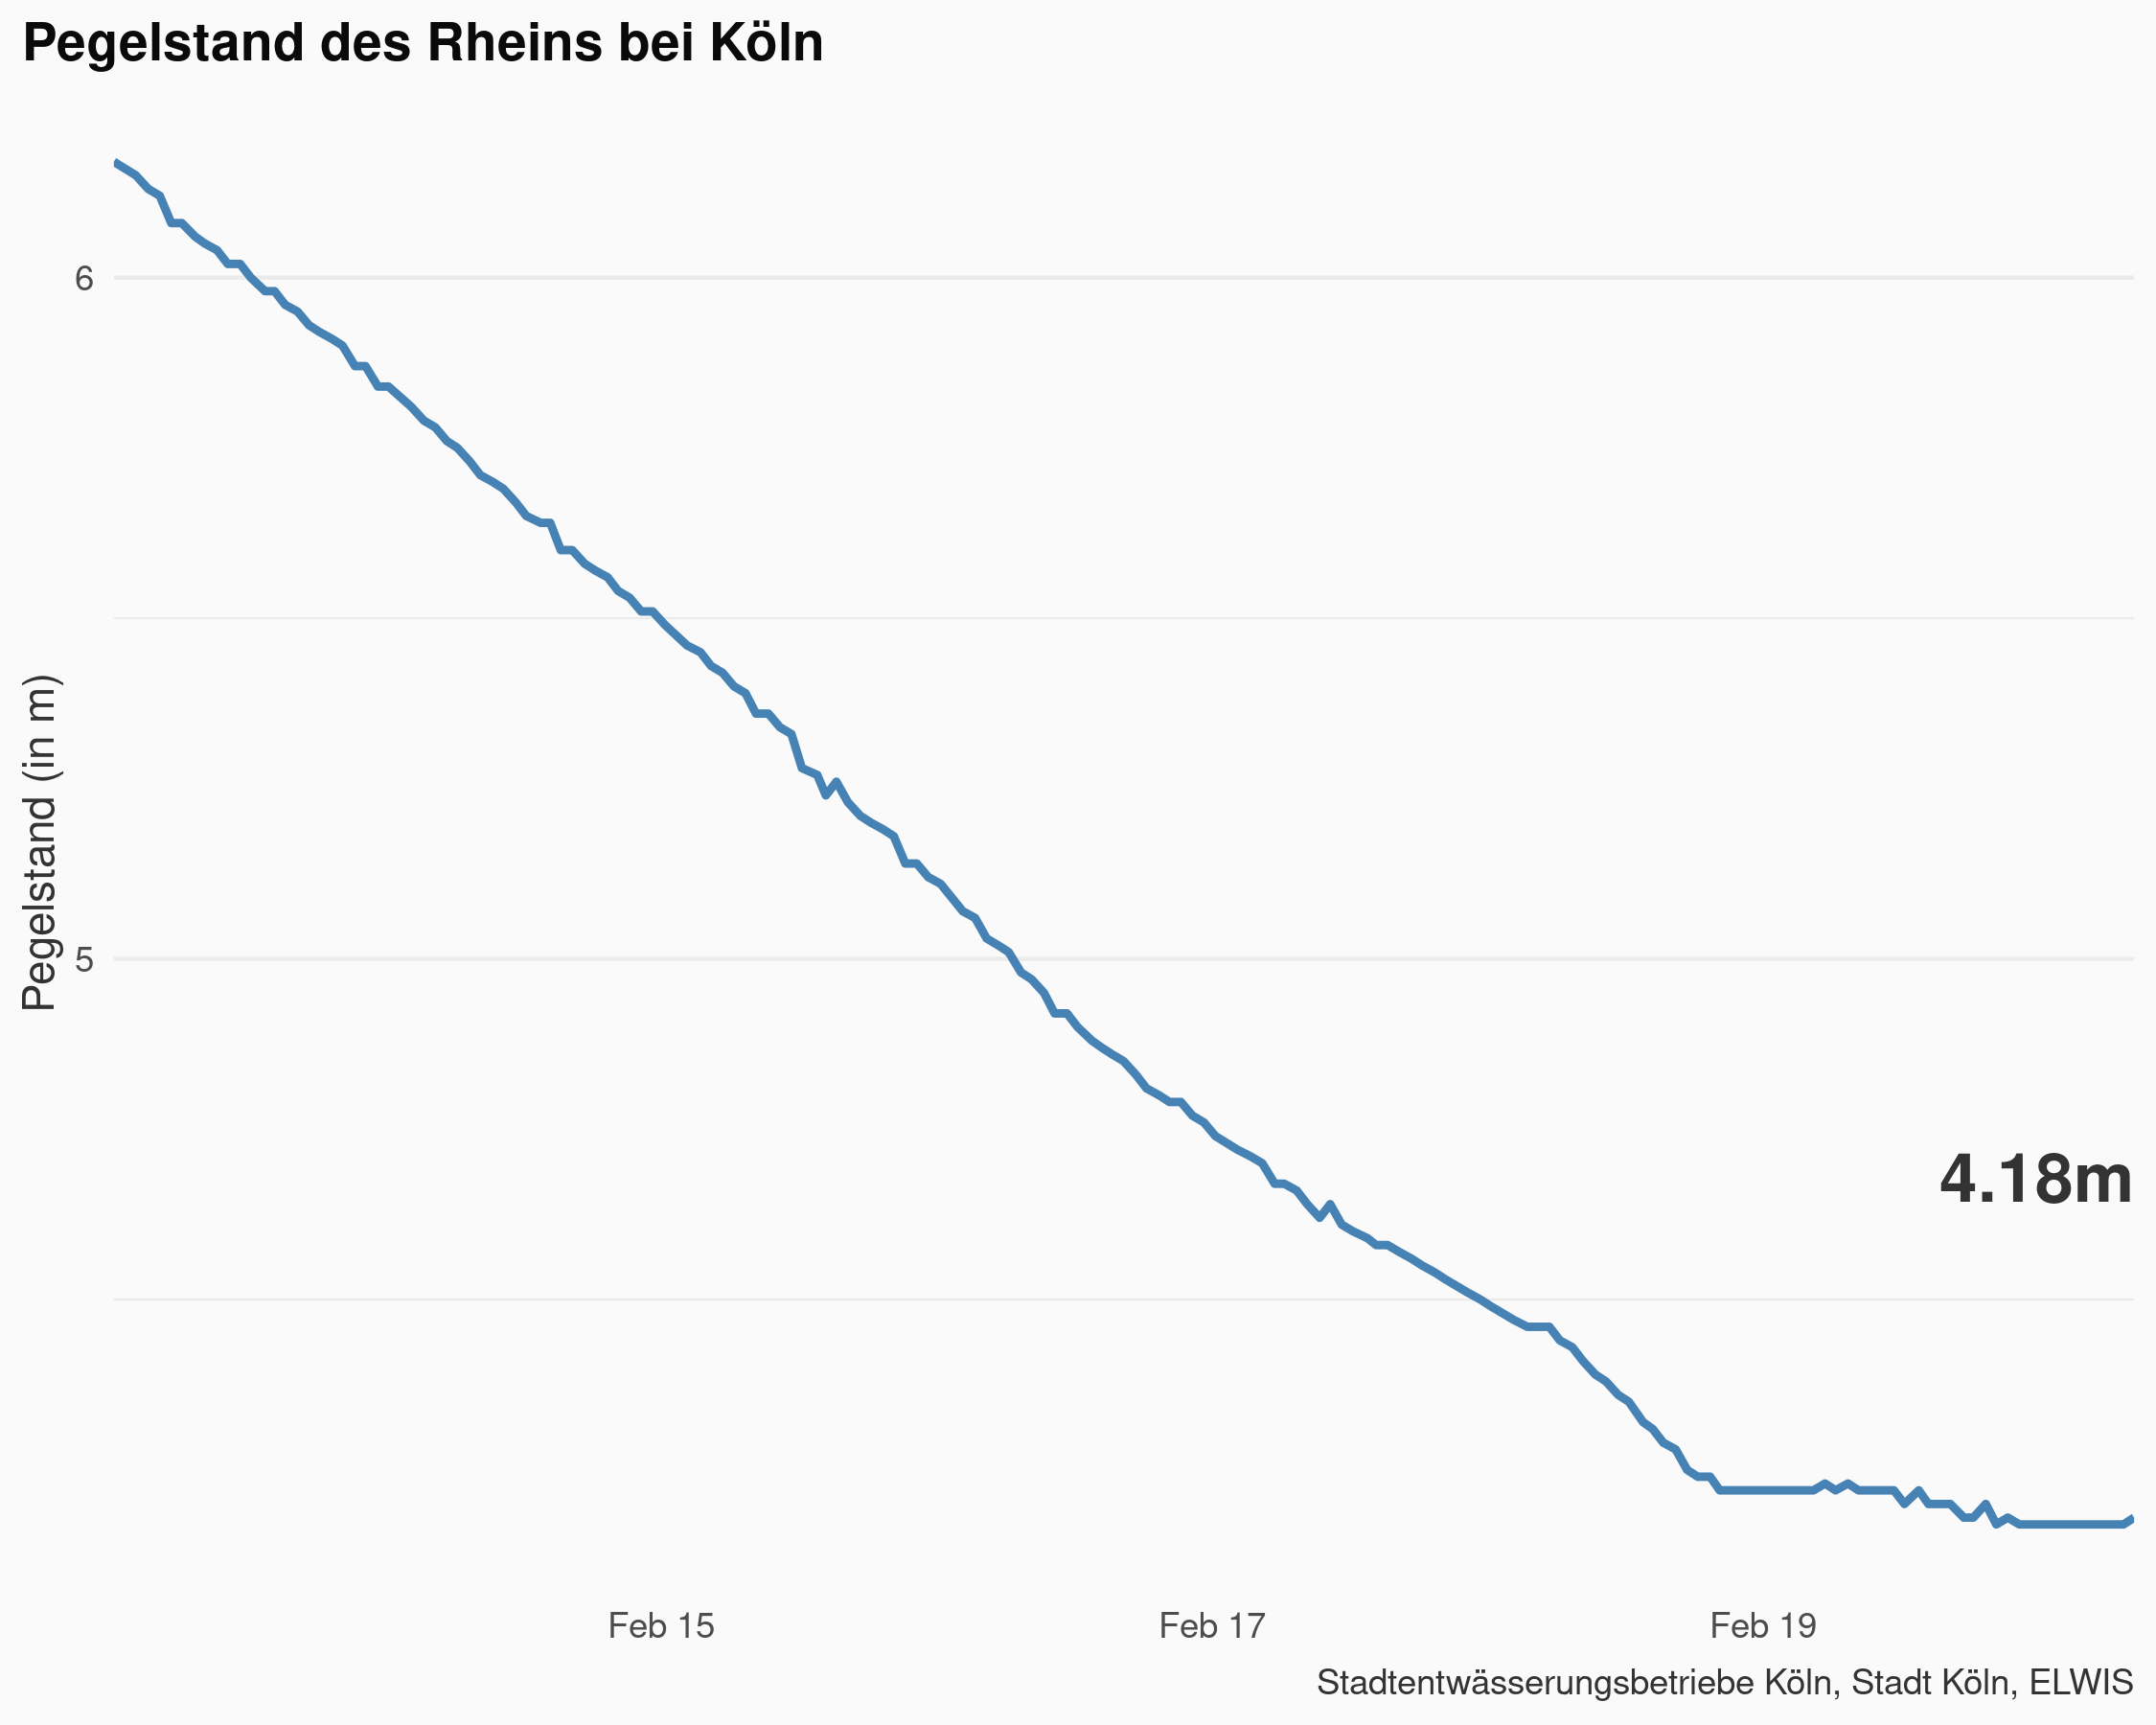 Pegelstand des Rheins bei Köln
6
5
Pegelstand (in m)
4.18m
Feb 15
Feb 17
Feb 19
Stadtentwässerungsbetriebe Köln, Stadt Köln, ELWIS